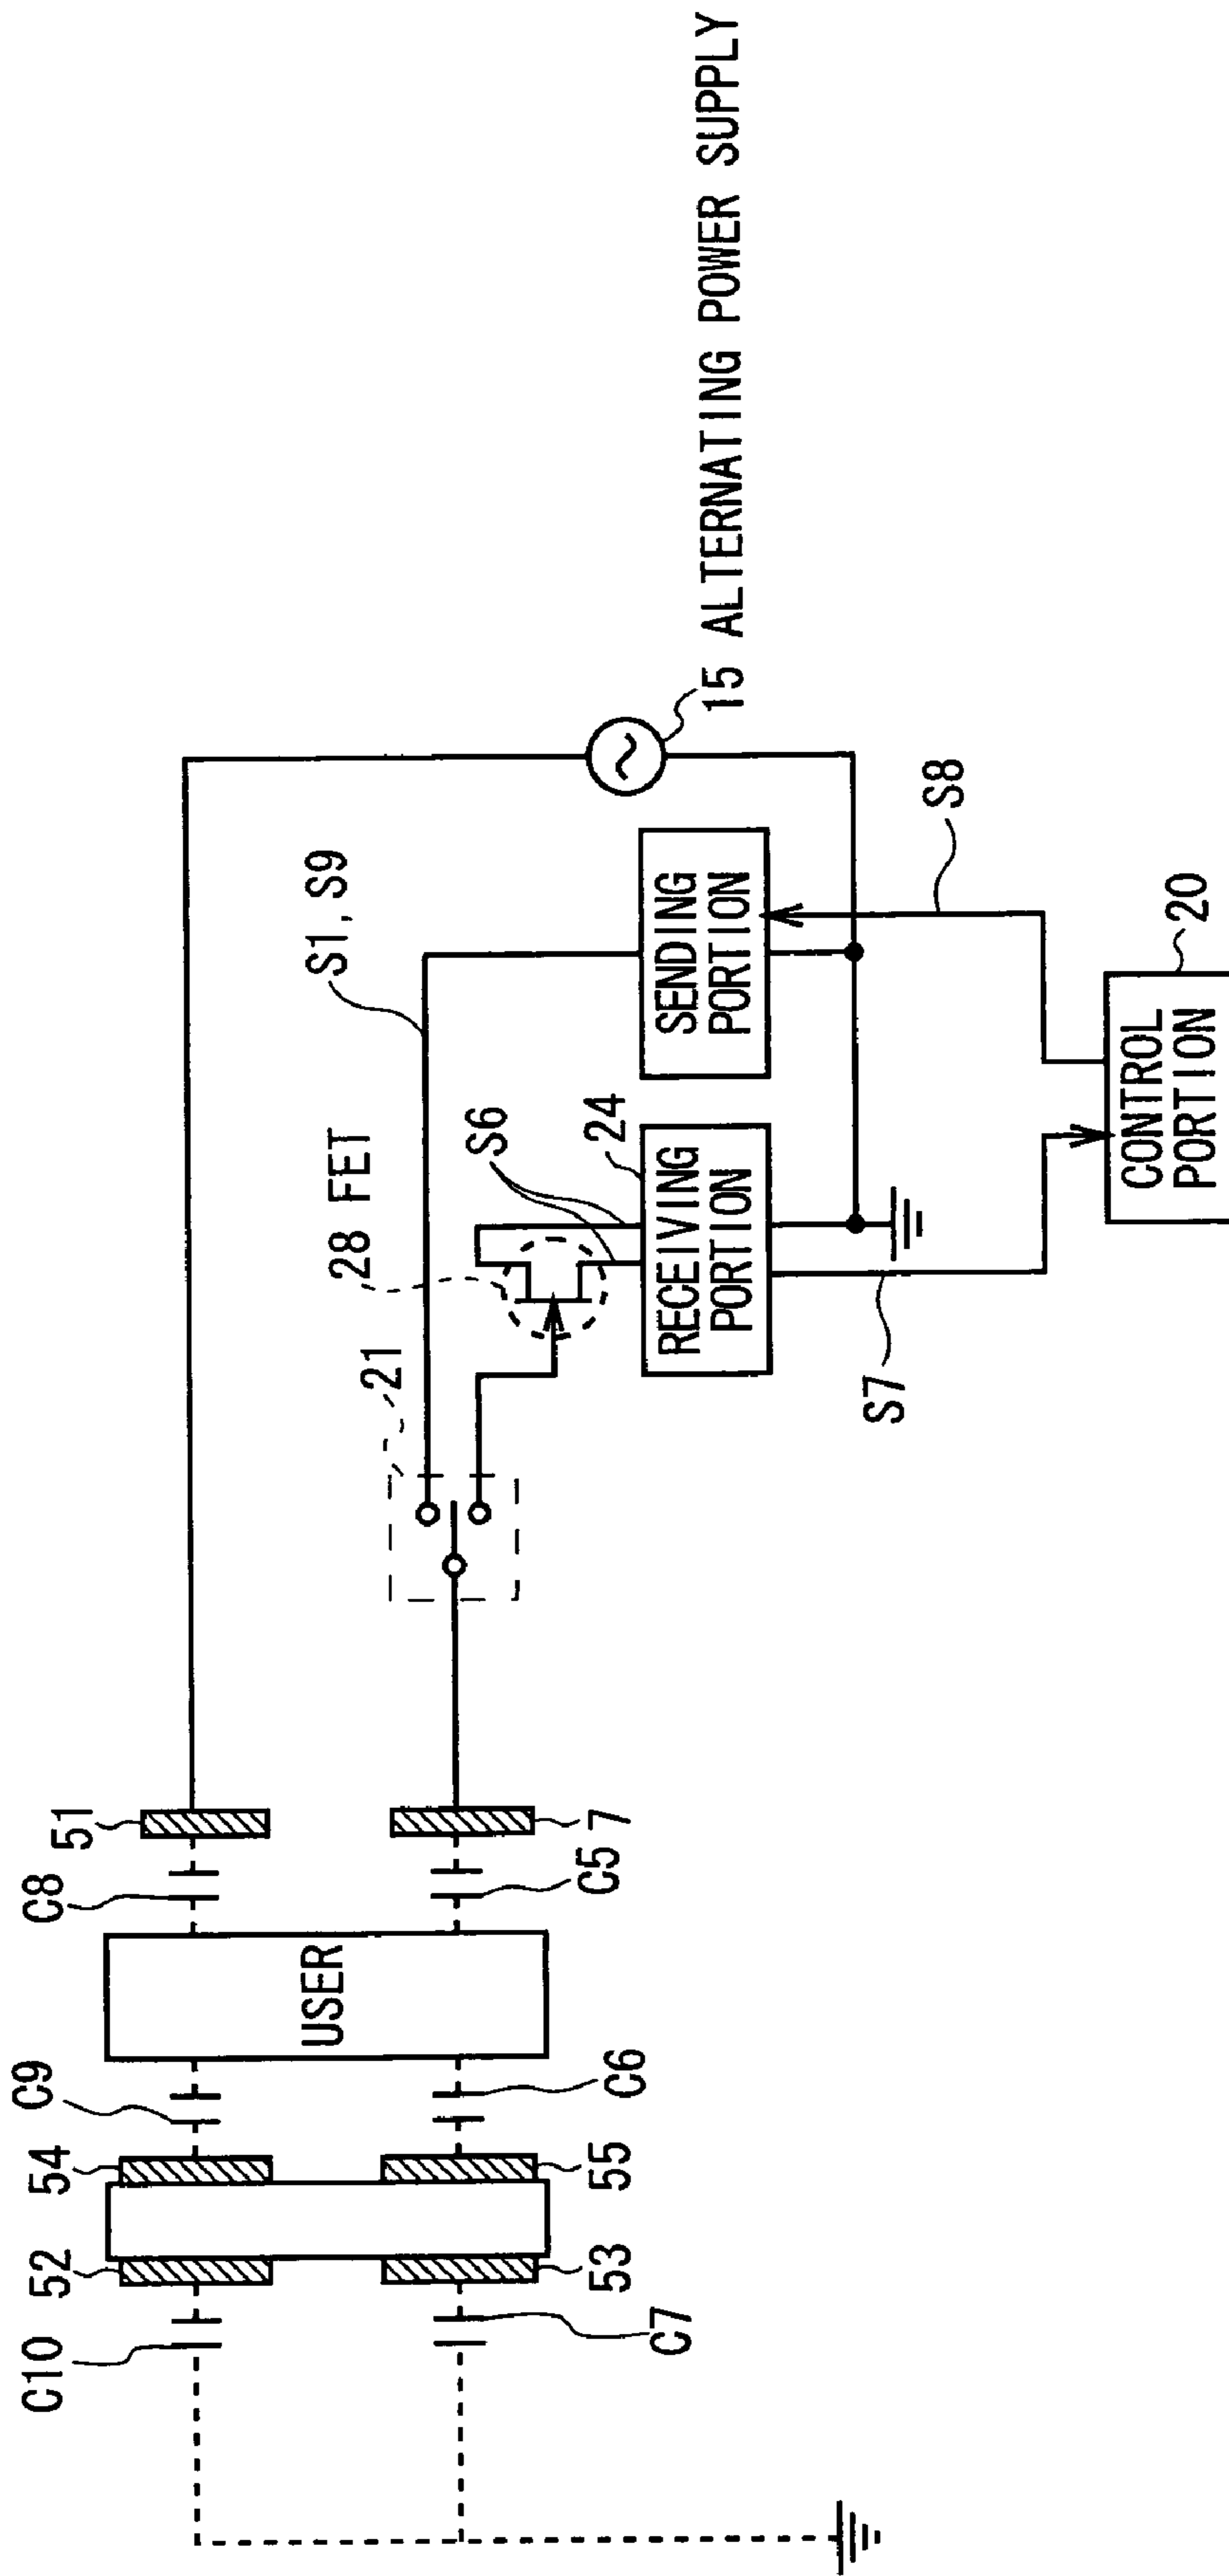 C10
52
54
C9
C8
51
C7
53
55
C6
USER
C5
7
21
28 FET
S6
S1, S9
24
RECEIVING
PORTION
SENDING
PORTION
15 ALTERNATING POWER SUPPLY
S7
S8
20
CONTROL
PORTION